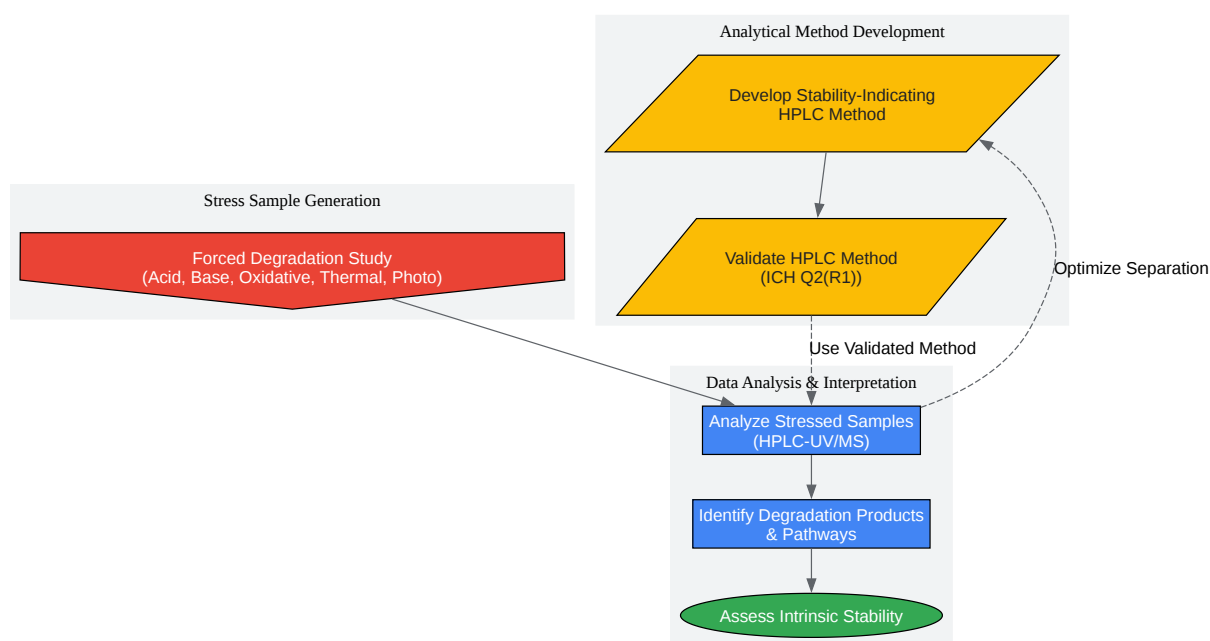 Analytical Method Development
Develop Stability-Indicating
HPLC Method
Stress Sample Generation
Forced Degradation Study
(Acid, Base, Oxidative, Thermal, Photo)
Validate HPLC Method
(ICH Q2(R1))
Optimize Separation
Use Validated Method
Data Analysis & Interpretation
Analyze Stressed Samples
(HPLC-UV/MS)
Identify Degradation Products
& Pathways
Assess Intrinsic Stability